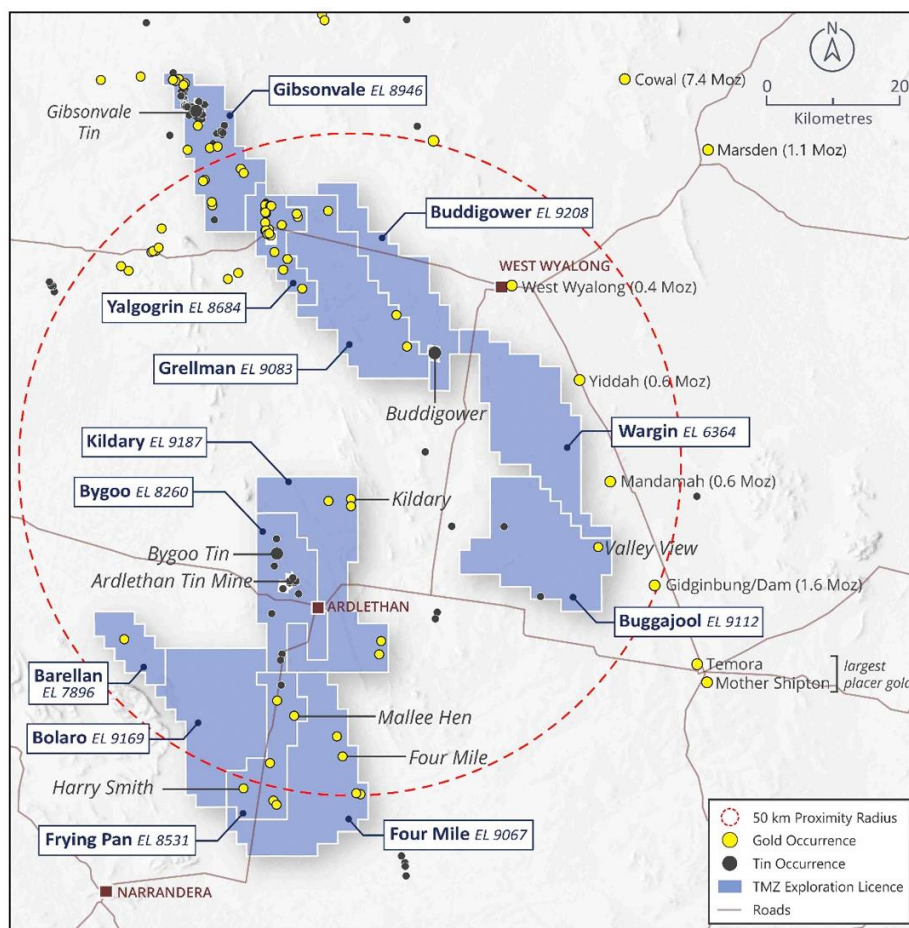 N
0 20
Kilometres
Cowal (7.4 Moz)
Gibsonvale EL 8946
Gibsonvale
Tin
Marsden (1.1 Moz)
Buddigower EL 9208
WEST WYALONG
West Wyalong (0.4 Moz)
Yalgogrin EL 8684
Grellman EL 9083
Yiddah (0.6 Moz)
Buddigower
Wargin EL 6364
Kildary EL 9187
Bygoo EL 8260
Kildary
Mandamah (0.6 Moz)
Bygoo Tin
Valley View
Ardlethan Tin Mine
Gidginbung/Dam (1.6 Moz)
ARDLETHAN
Buggajool EL 9112
Barellan
EL 7896
Temora
Mother Shipton
largest
placer gold
Mallee Hen
Bolaro EL 9169
Four Mile
Harry Smith
Frying Pan EL 8531
Four Mile EL 9067
NARRANDERA
50 km Proximity Radius
Gold Occurrence
Tin Occurrence
TMZ Exploration Licence
Roads